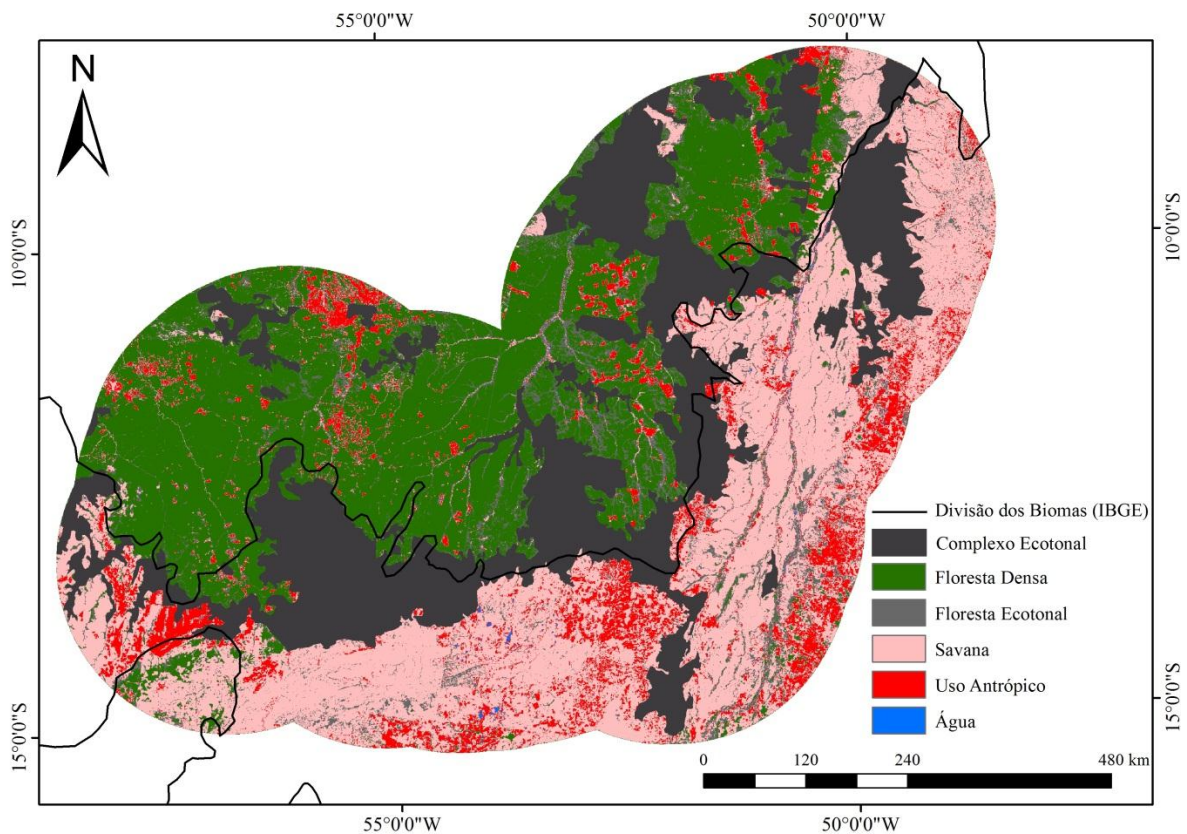 55°0'0"W 50°0'0"W
N
10°0'0"S 10°0'0"S
Divisão dos Biomas (IBGE)
Complexo Ecotonal
Floresta Densa
Floresta Ecotonal
Savana
Uso Antrópico
Água
15°0'0"S 15°0'0"S
0 120 240 480 km
55°0'0"W 50°0'0"W